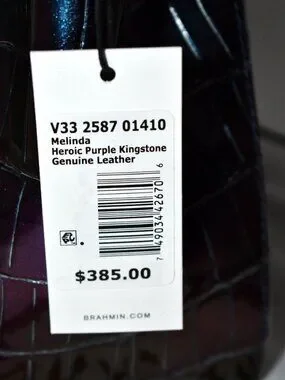 V33 2587 01410
Melinda
Heroic Purple Kingstone
Genuine Leather
7 49034 42670 6
$385.00
BRAHMIN.COM